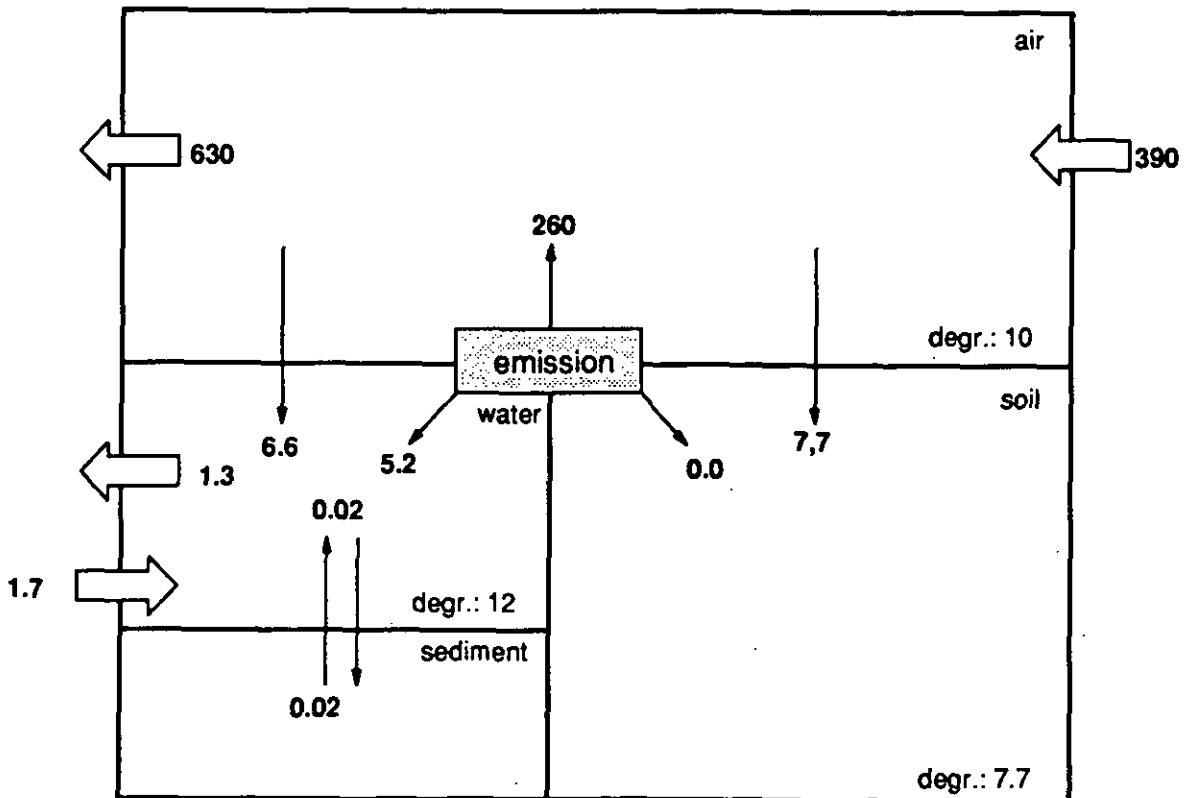 air
630
390
260
degr.: 10
emission
soil
water
6.6
5.2
0.0
7,7
1.3
0.02
1.7
degr.: 12
sediment
0.02
degr.: 7.7